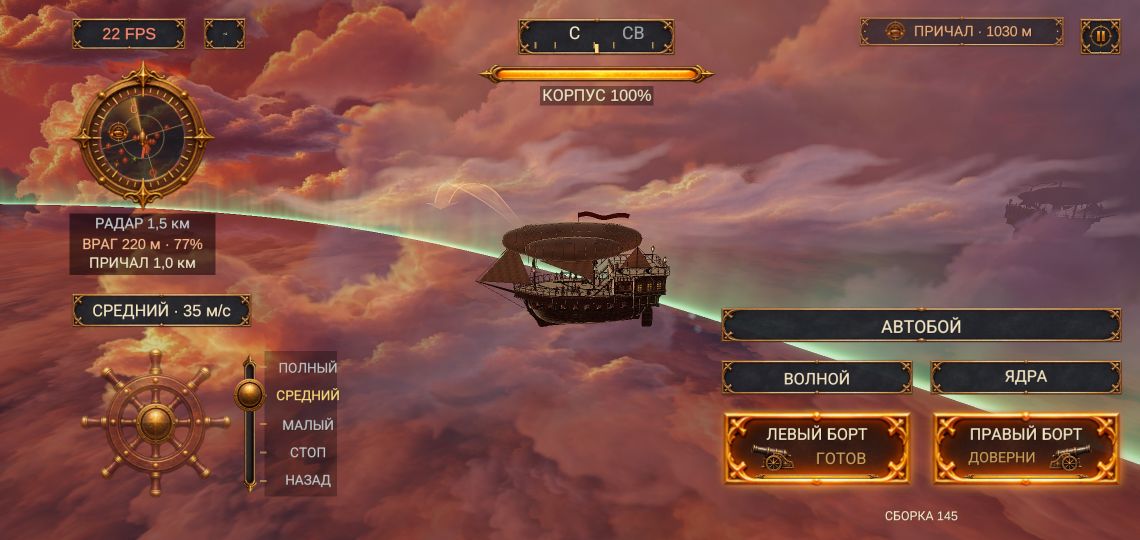 22 FPS
С СВ
ПРИЧАЛ · 1030 м
КОРПУС 100%
РАДАР 1,5 км
ВРАГ 220 м · 77%
ПРИЧАЛ 1,0 км
СРЕДНИЙ · 35 м/с
ПОЛНЫЙ
СРЕДНИЙ
МАЛЫЙ
СТОП
НАЗАД
АВТОБОЙ
ВОЛНОЙ
ЯДРА
ЛЕВЫЙ БОРТ
ГОТОВ
ПРАВЫЙ БОРТ
ДОВЕРНИ
СБОРКА 145